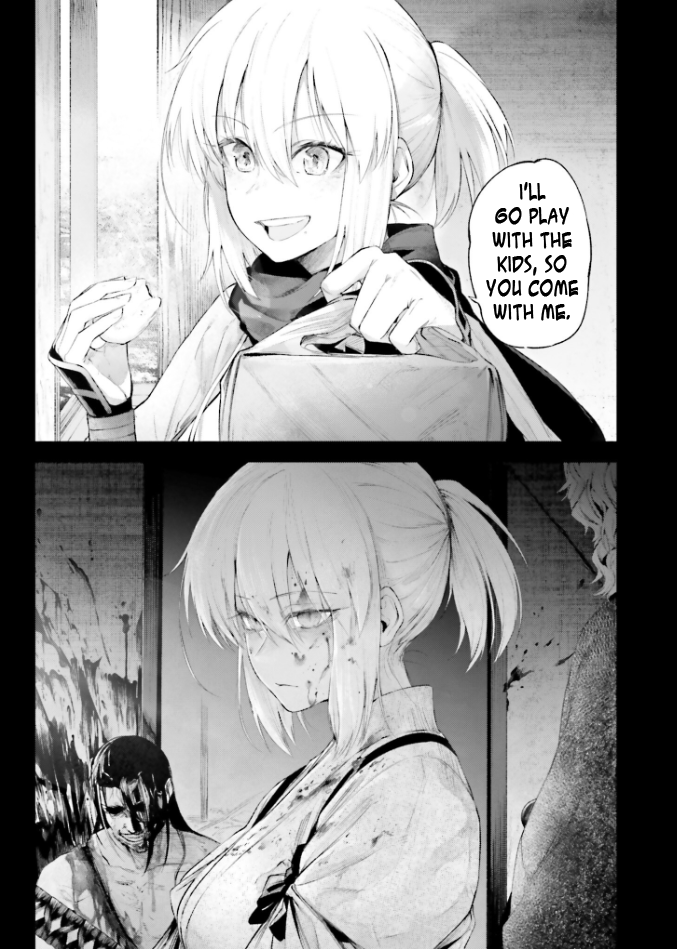 I'LL
GO PLAY
WITH THE
KIDS, SO
YOU COME
WITH ME.